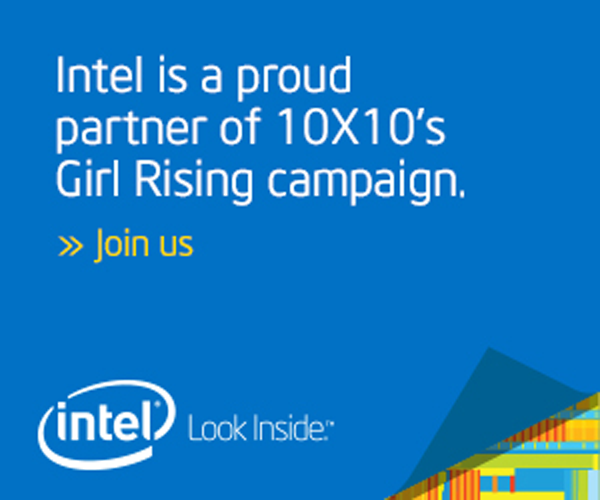 Intel is a proud
partner of 10X10's
Girl Rising campaign.
» Join us
intel® Look Inside.™